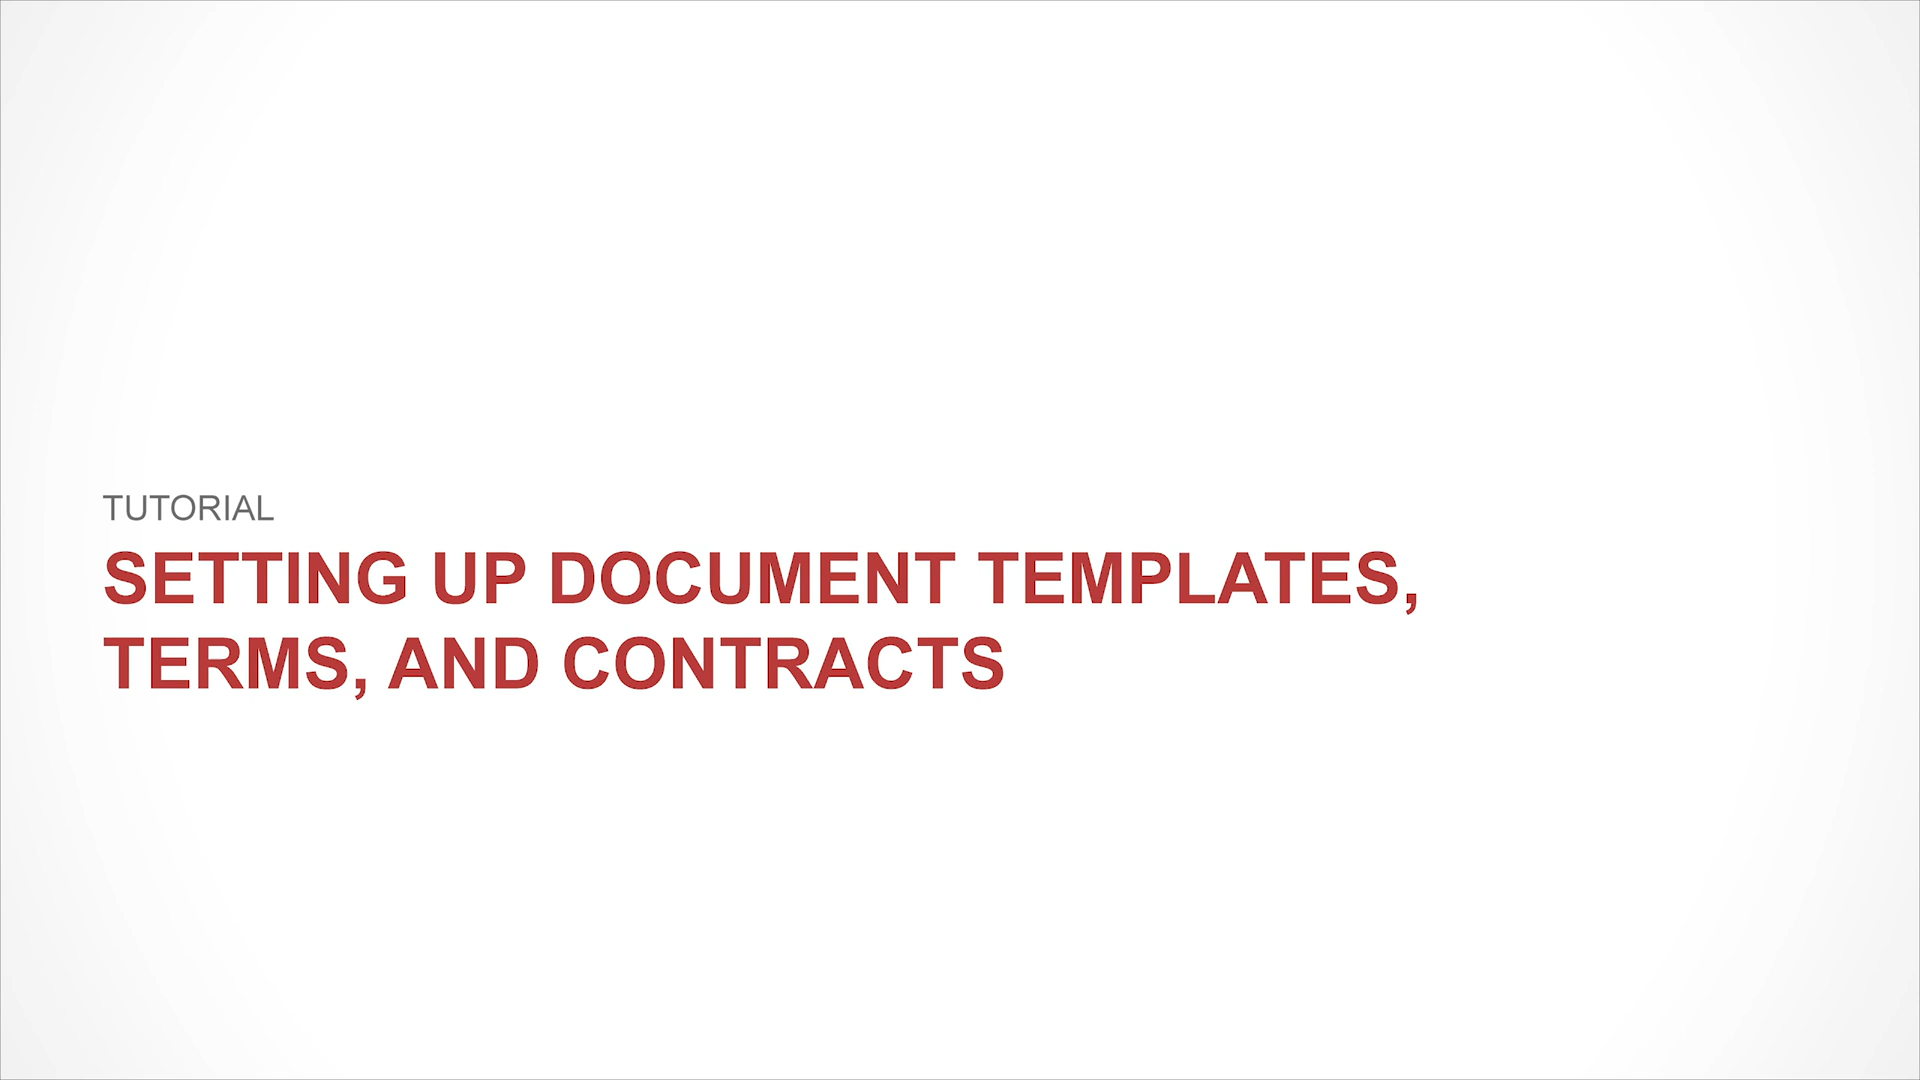 TUTORIAL
SETTING UP DOCUMENT TEMPLATES,
TERMS, AND CONTRACTS